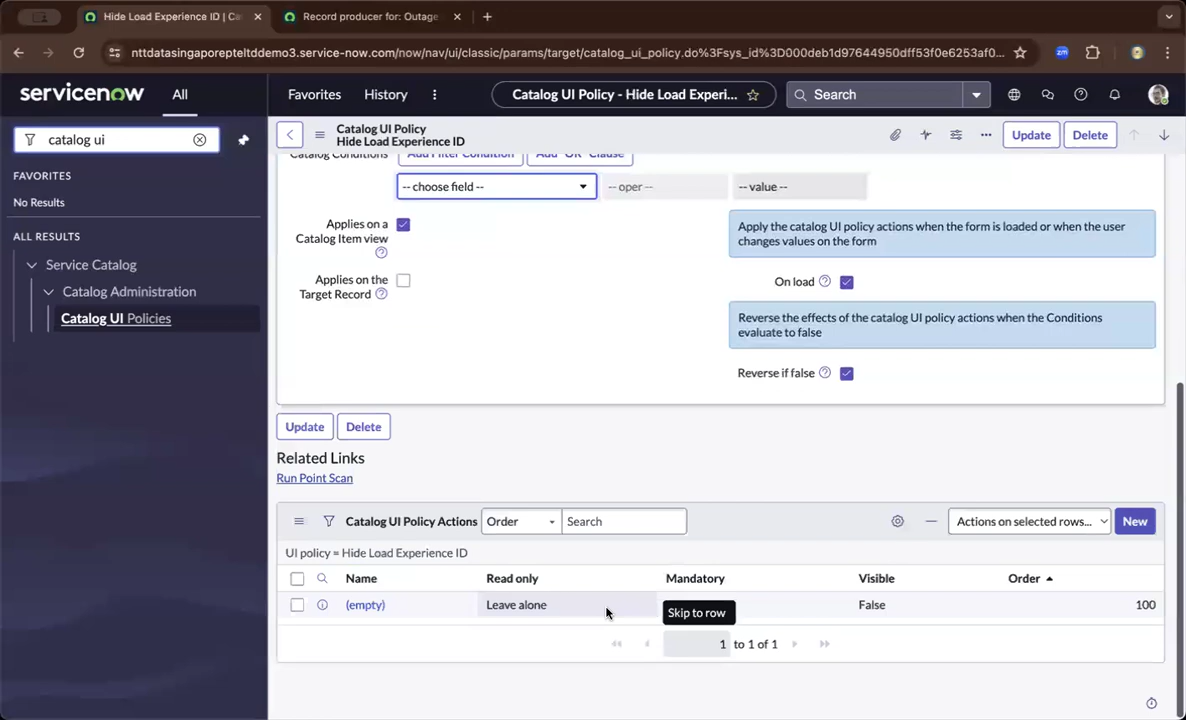 Hide Load Experience ID | Ca
Record producer for: Outage
nttdatasingaporepteltddemo3.service-now.com/now/nav/ui/classic/params/target/catalog_ui_policy.do%3Fsys_id%3D000deb1d97644950dff53f0e6253af0...
zm
servicenow
All
Favorites
History
Catalog UI Policy - Hide Load Experi...
Search
catalog ui
FAVORITES
No Results
ALL RESULTS
Service Catalog
Catalog Administration
Catalog UI Policies
Catalog UI Policy
Hide Load Experience ID
Update
Delete
Catalog Conditions
Add Filter Condition
Add "OR" Clause
-- choose field --
-- oper --
-- value --
Applies on a
Catalog Item view
Applies on the
Target Record
Apply the catalog UI policy actions when the form is loaded or when the user
changes values on the form
On load
Reverse the effects of the catalog UI policy actions when the Conditions
evaluate to false
Reverse if false
Update
Delete
Related Links
Run Point Scan
Catalog UI Policy Actions
Order
Search
Actions on selected rows...
New
UI policy = Hide Load Experience ID
Name
Read only
Mandatory
Visible
Order
(empty)
Leave alone
Skip to row
False
100
1
to 1 of 1